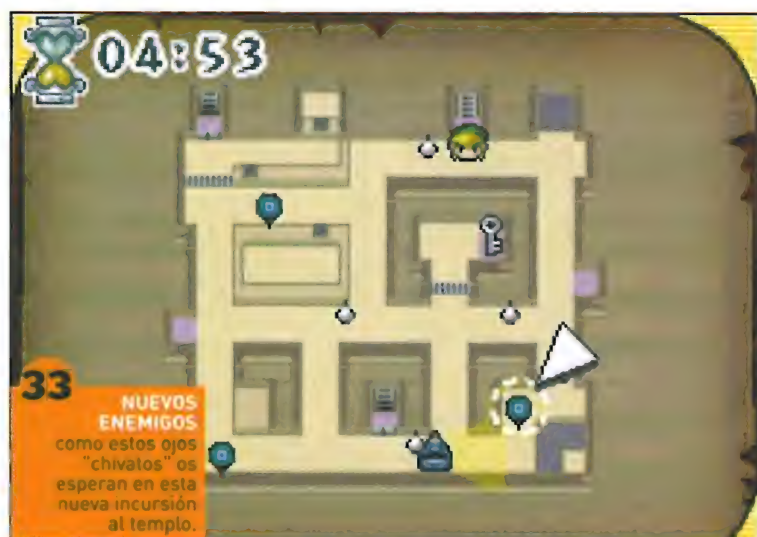 04:53
33
NUEVOS
ENEMIGOS
como estos ojos
"chivatos" os
esperan en esta
nueva incursión
al templo.